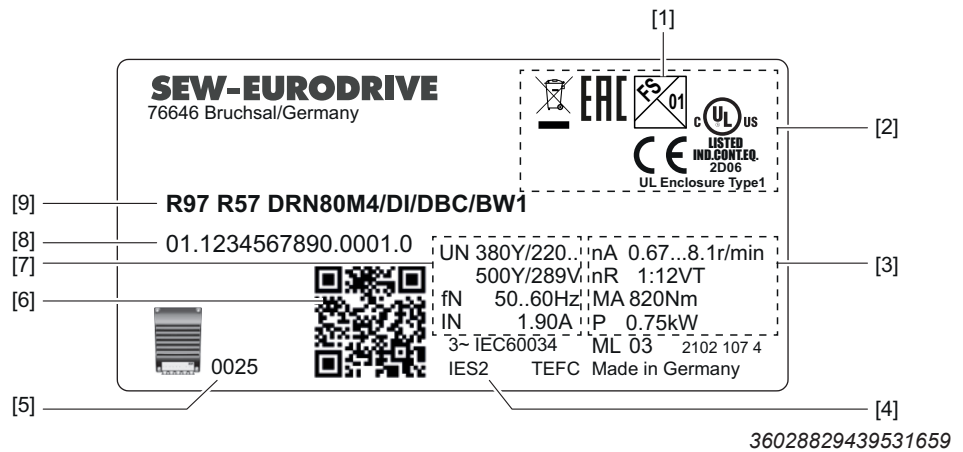 [1]
SEW-EURODRIVE
76646 Bruchsal/Germany
EAC
FS 01
C UL US
LISTED
IND.CONT.EQ.
2D06
CE
UL Enclosure Type1
[2]
[9] R97 R57 DRN80M4/DI/DBC/BW1
[8] 01.1234567890.0001.0
[7] UN 380Y/220.. nA 0.67...8.1r/min [3]
500Y/289V nR 1:12VT
[6] fN 50..60Hz MA 820Nm
IN 1.90A P 0.75kW
3~ IEC60034 ML 03 2102 107 4
0025 IES2 TEFC Made in Germany
[5] [4]
36028829439531659